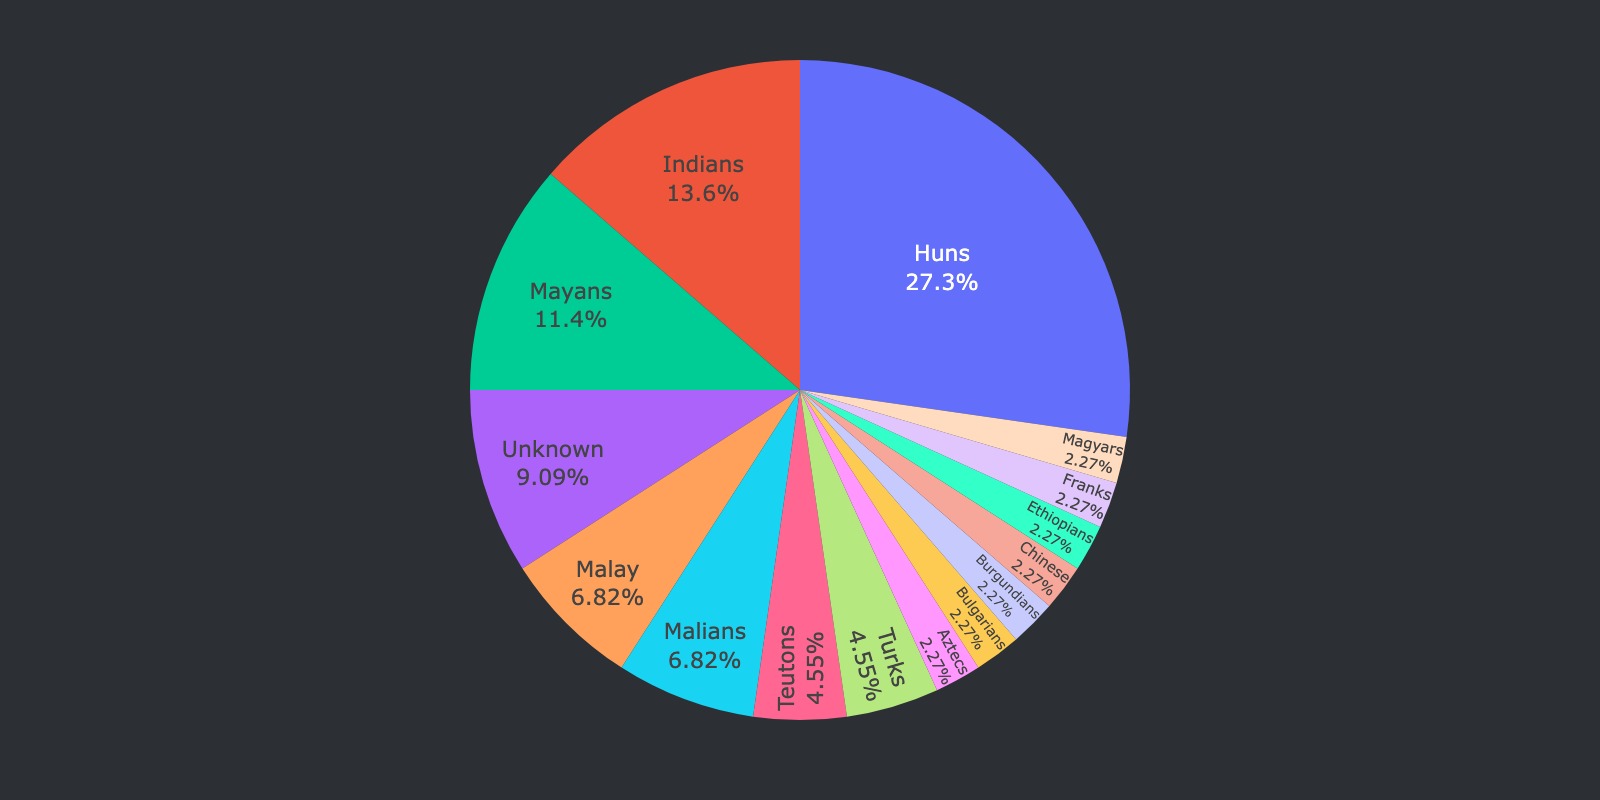 Indians
13.6%
Huns
27.3%
Mayans
11.4%
Unknown
9.09%
Malay
6.82%
Malians
6.82%
Teutons
4.55%
Turks
4.55%
Aztecs
2.27%
Bulgarians
2.27%
Burgundians
2.27%
Chinese
2.27%
Ethiopians
2.27%
Franks
2.27%
Magyars
2.27%